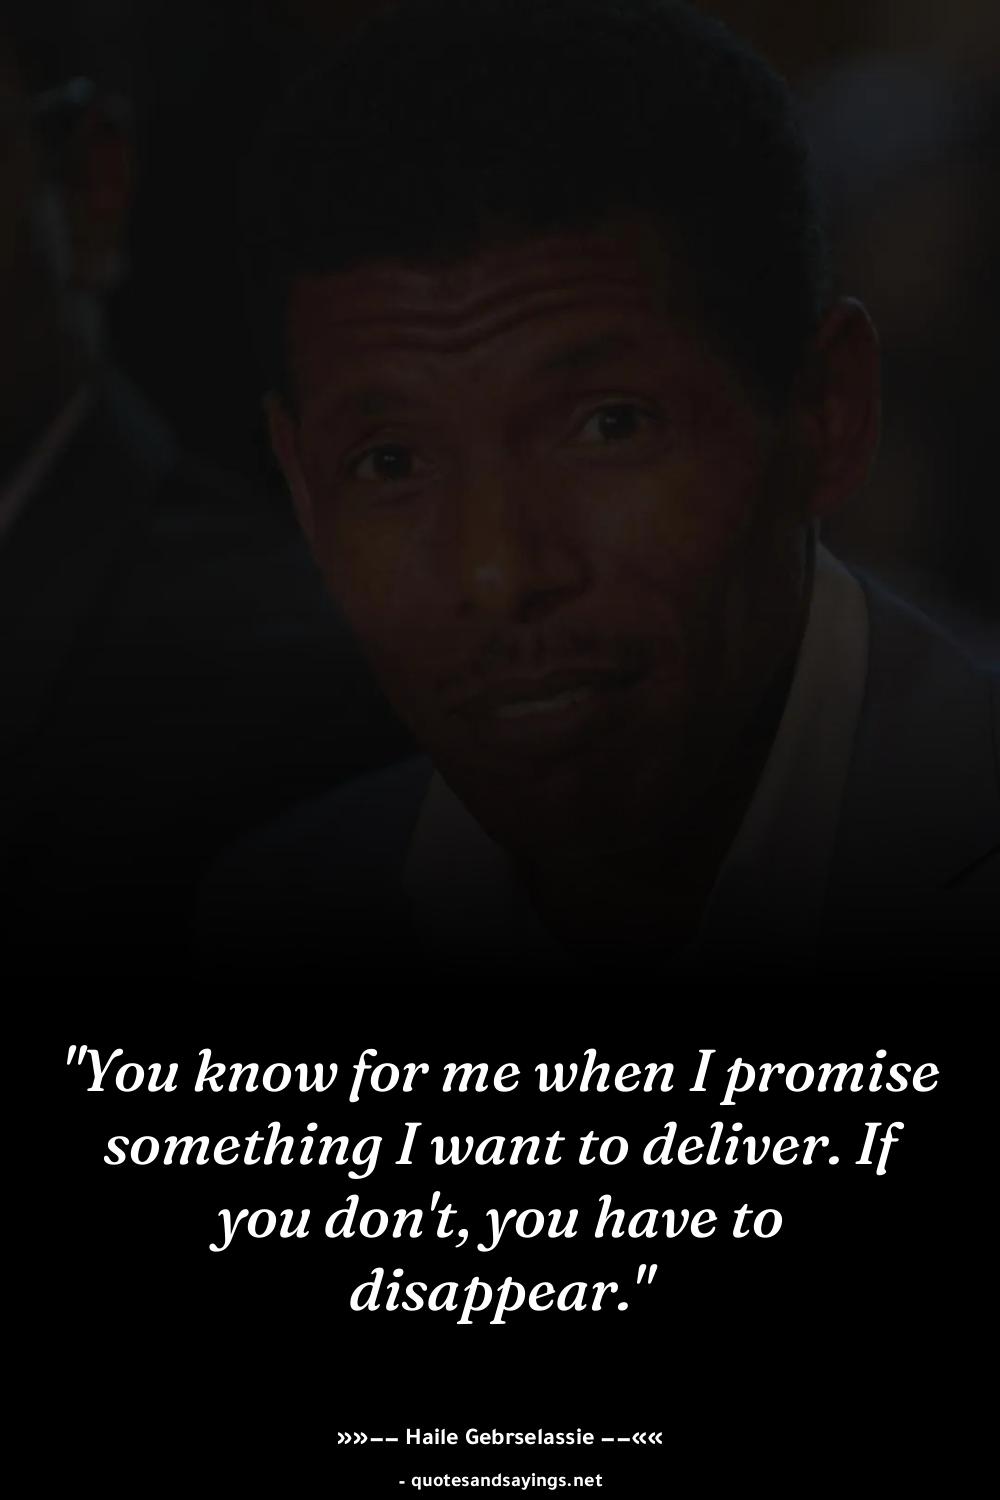 "You know for me when I promise
something I want to deliver. If
you don't, you have to
disappear."
»»–– Haile Gebrselassie ––««
- quotesandsayings.net